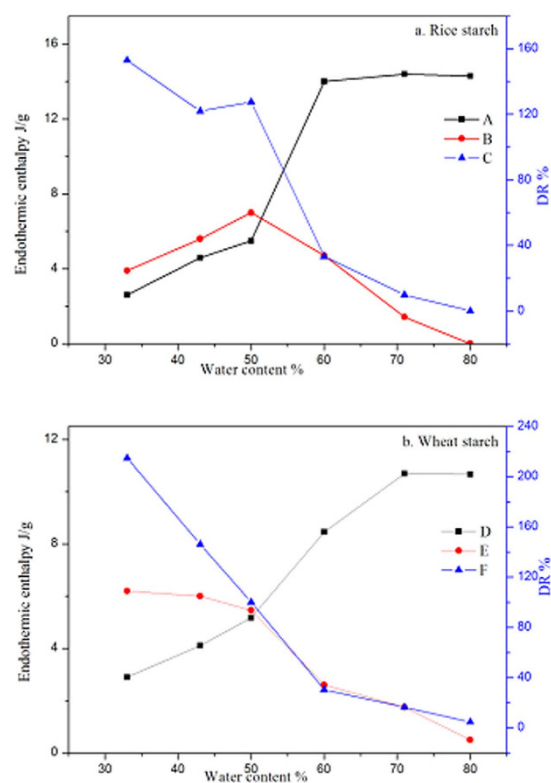 a. Rice starch
16
12
8
4
0
Endothermic enthalpy J/g
A
B
C
160
120
80
40
0
DR %
30 40 50 60 70 80
Water content %
b. Wheat starch
12
8
4
0
Endothermic enthalpy J/g
D
E
F
240
200
160
120
80
40
0
DR %
30 40 50 60 70 80
Water content %